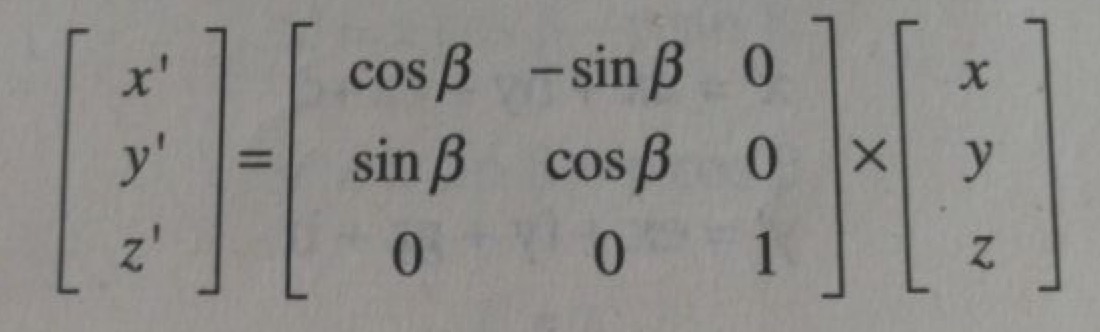 x' cos β −sin β 0 x
y' = sin β cos β 0 × y
z' 0 0 1 z